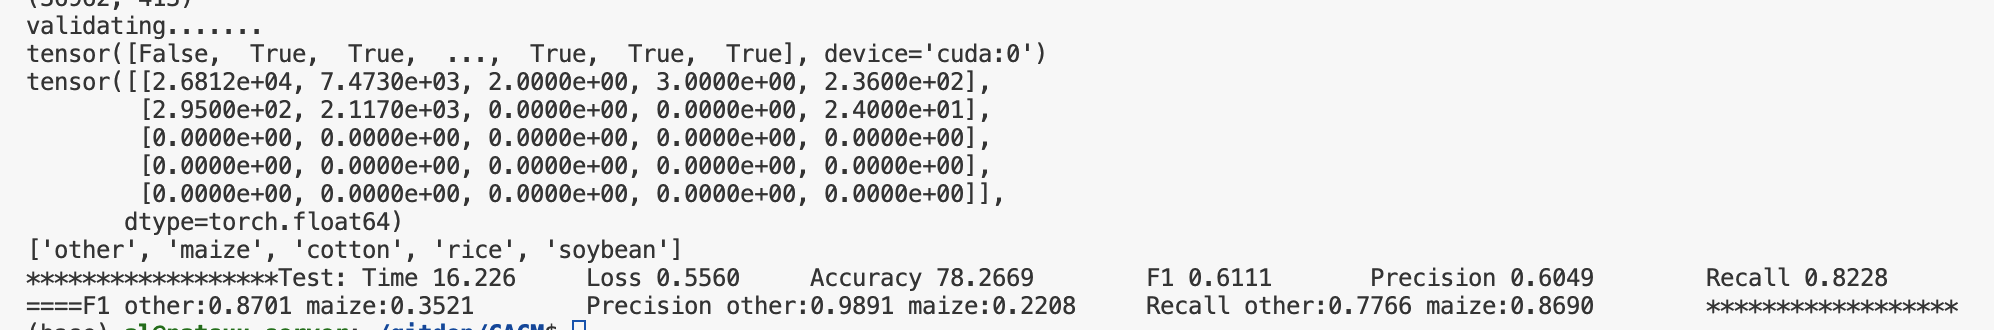 (36962, 413)
validating.......
tensor([False,  True,  True,  ...,  True,  True,  True], device='cuda:0')
tensor([[2.6812e+04, 7.4730e+03, 2.0000e+00, 3.0000e+00, 2.3600e+02],
        [2.9500e+02, 2.1170e+03, 0.0000e+00, 0.0000e+00, 2.4000e+01],
        [0.0000e+00, 0.0000e+00, 0.0000e+00, 0.0000e+00, 0.0000e+00],
        [0.0000e+00, 0.0000e+00, 0.0000e+00, 0.0000e+00, 0.0000e+00],
        [0.0000e+00, 0.0000e+00, 0.0000e+00, 0.0000e+00, 0.0000e+00]],
       dtype=torch.float64)
['other', 'maize', 'cotton', 'rice', 'soybean']
******************Test: Time 16.226     Loss 0.5560     Accuracy 78.2669        F1 0.6111       Precision 0.6049        Recall 0.8228
====F1 other:0.8701 maize:0.3521        Precision other:0.9891 maize:0.2208     Recall other:0.7766 maize:0.8690        ******************
(base)